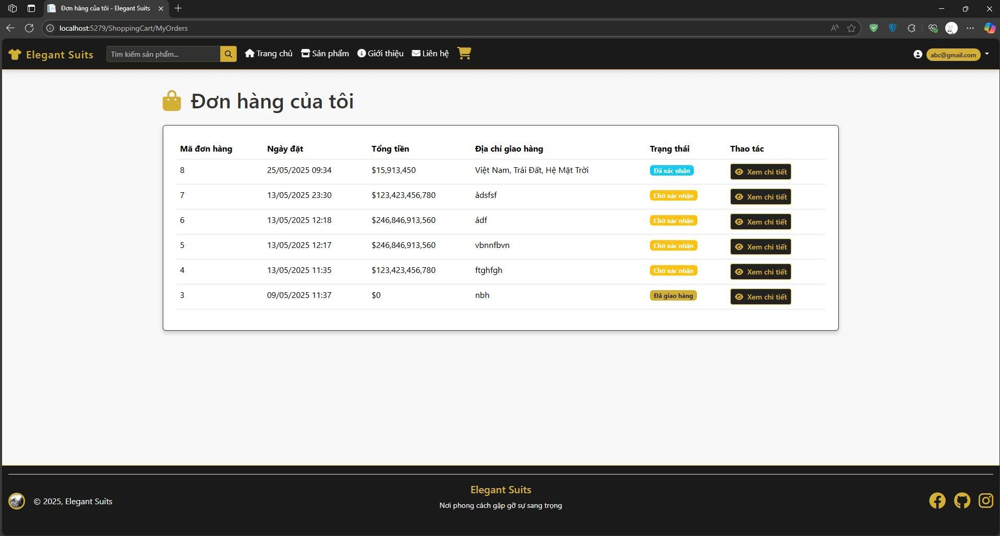 Đơn hàng của tôi - Elegant Suits
localhost:5279/ShoppingCart/MyOrders
Elegant Suits
Tìm kiếm sản phẩm...
Trang chủ
Sản phẩm
Giới thiệu
Liên hệ
abc@gmail.com
Đơn hàng của tôi
Mã đơn hàng Ngày đặt Tổng tiền Địa chỉ giao hàng Trạng thái Thao tác
8 25/05/2025 09:34 $15,913,450 Việt Nam, Trái Đất, Hệ Mặt Trời Đã xác nhận Xem chi tiết
7 13/05/2025 23:30 $123,423,456,780 àdsfsf Chờ xác nhận Xem chi tiết
6 13/05/2025 12:18 $246,846,913,560 ádf Chờ xác nhận Xem chi tiết
5 13/05/2025 12:17 $246,846,913,560 vbnnfbvn Chờ xác nhận Xem chi tiết
4 13/05/2025 11:35 $123,423,456,780 ftghfgh Chờ xác nhận Xem chi tiết
3 09/05/2025 11:37 $0 nbh Đã giao hàng Xem chi tiết
© 2025, Elegant Suits
Elegant Suits
Nơi phong cách gặp gỡ sự sang trọng